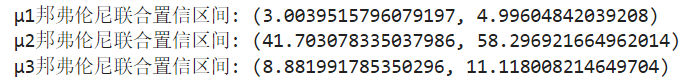 μ1邦弗伦尼联合置信区间: (3.0039515796079197, 4.99604842039208)
μ2邦弗伦尼联合置信区间: (41.703078335037986, 58.296921664962014)
μ3邦弗伦尼联合置信区间: (8.881991785350296, 11.118008214649704)